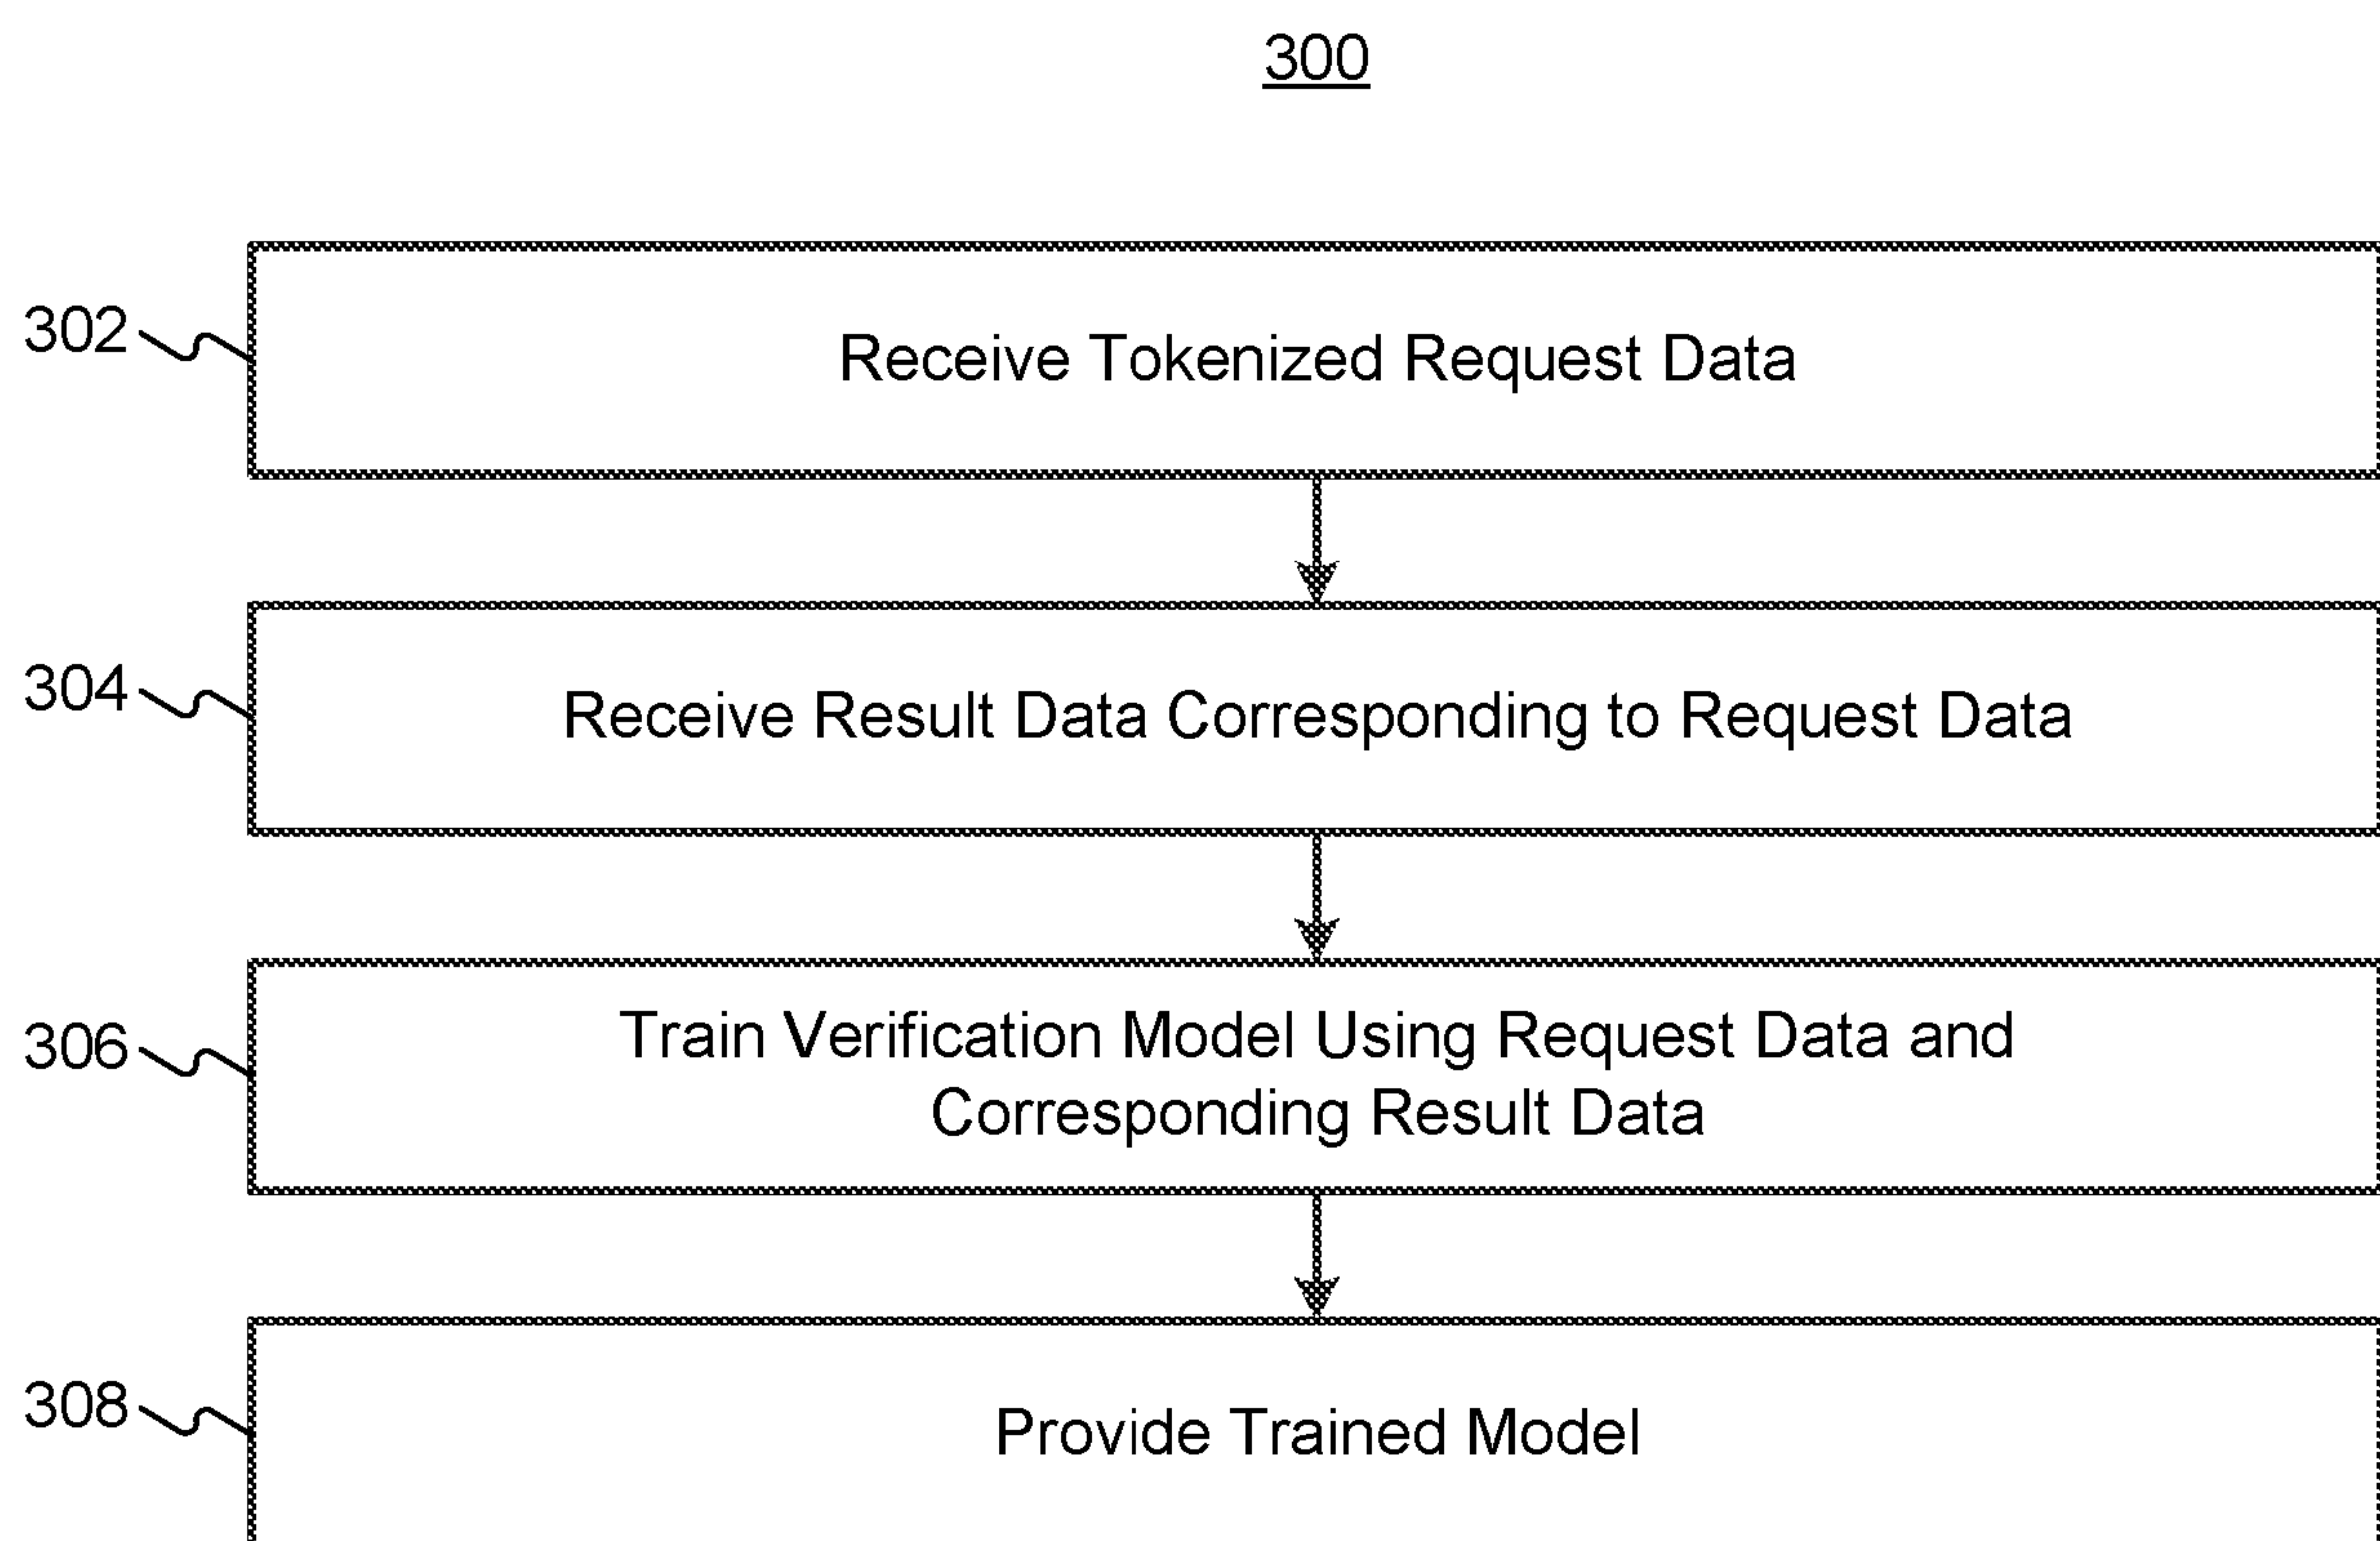 300
302
Receive Tokenized Request Data
304
Receive Result Data Corresponding to Request Data
306
Train Verification Model Using Request Data and
Corresponding Result Data
308
Provide Trained Model